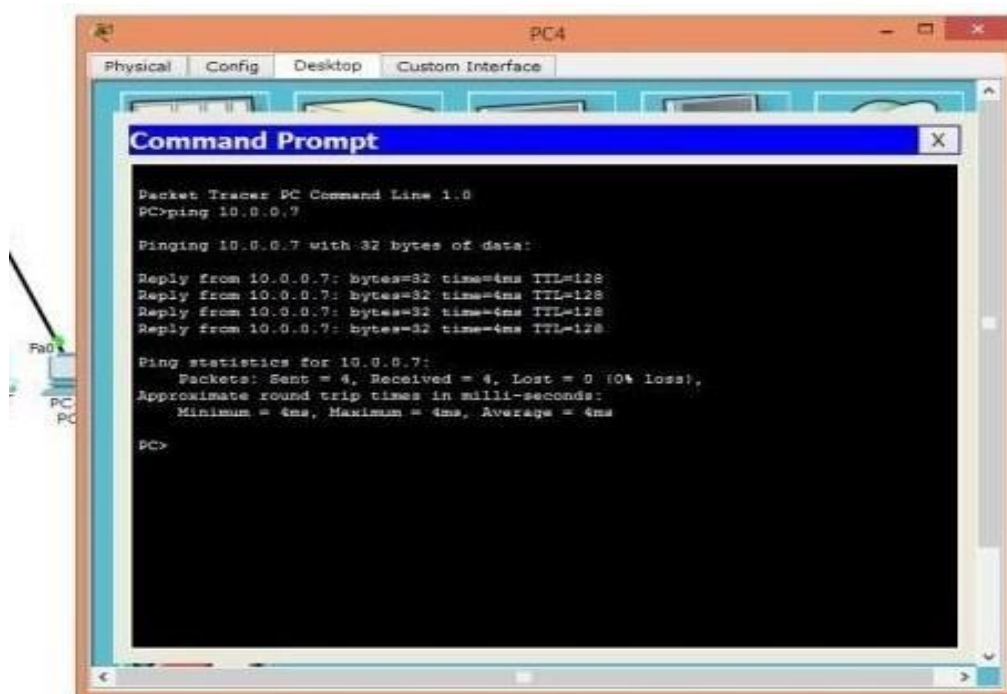 PC4
Physical Config Desktop Custom Interface
Command Prompt
X
Packet Tracer PC Command Line 1.0
PC>ping 10.0.0.7
Pinging 10.0.0.7 with 32 bytes of data:
Reply from 10.0.0.7: bytes=32 time=4ms TTL=128
Reply from 10.0.0.7: bytes=32 time=4ms TTL=128
Reply from 10.0.0.7: bytes=32 time=4ms TTL=128
Reply from 10.0.0.7: bytes=32 time=4ms TTL=128
Ping statistics for 10.0.0.7:
Packets: Sent = 4, Received = 4, Lost = 0 (0% loss),
Approximate round trip times in milli-seconds:
Minimum = 4ms, Maximum = 4ms, Average = 4ms
PC>
Fa0
PC
PC